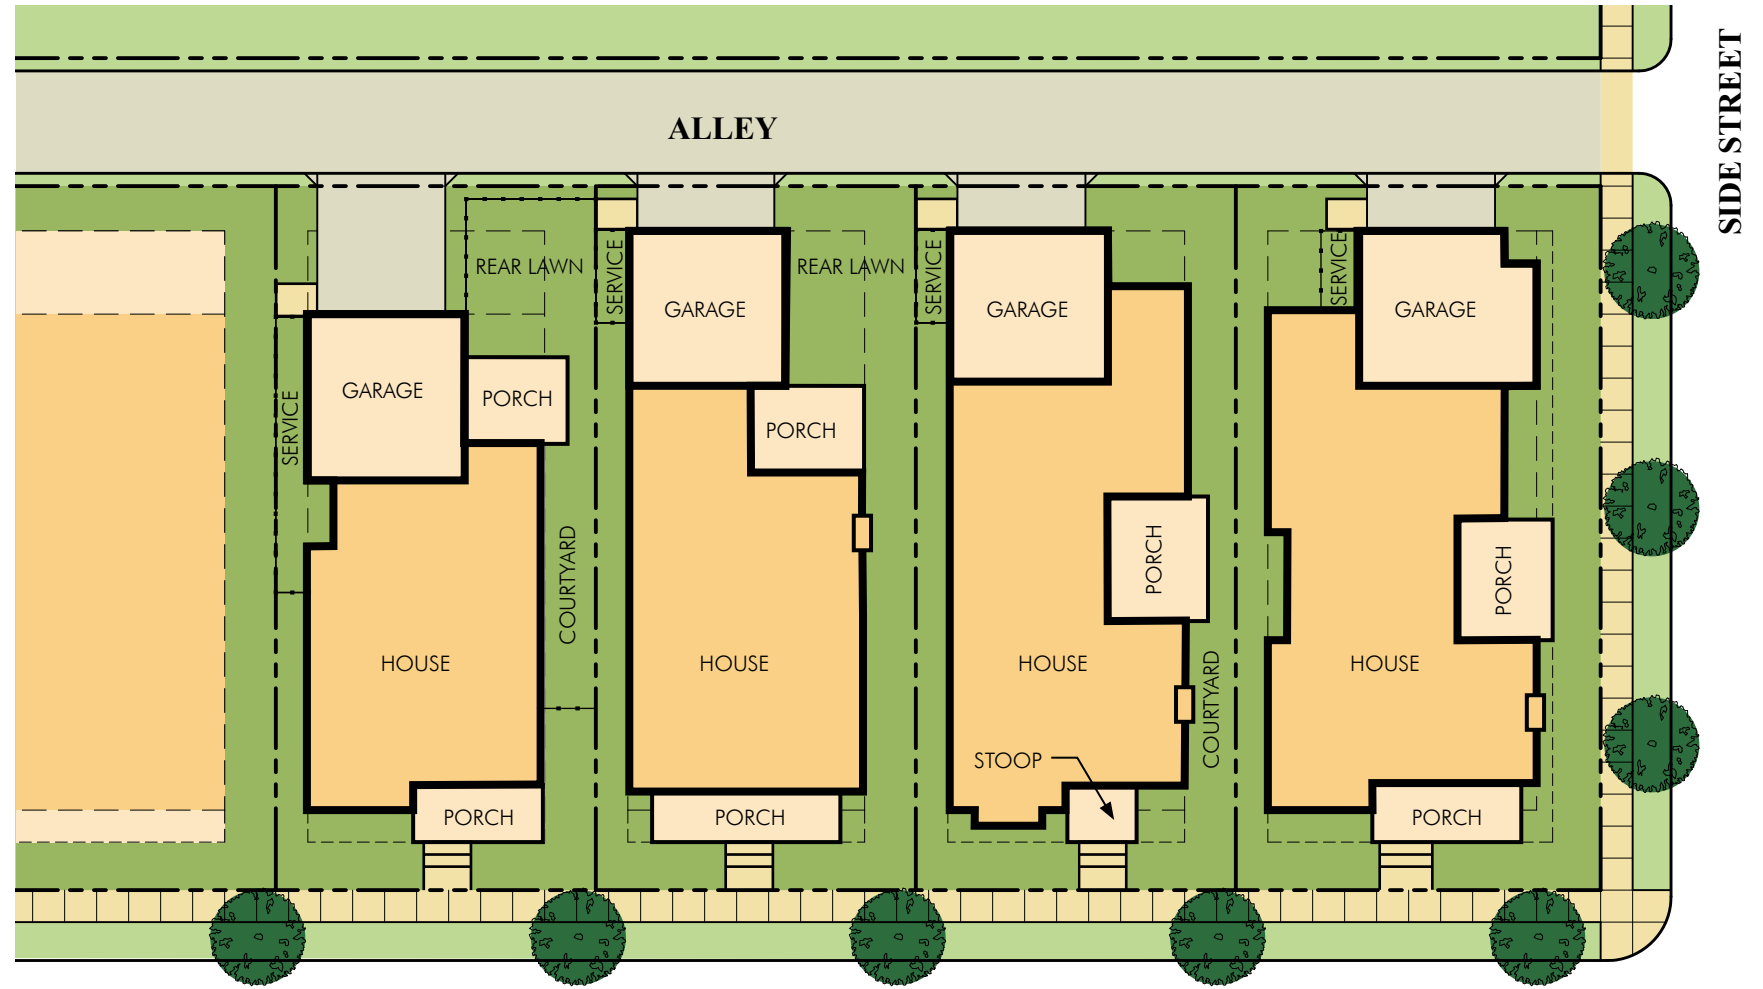 SIDE STREET
ALLEY
REAR LAWN
SERVICE
REAR LAWN
SERVICE
SERVICE
GARAGE
GARAGE
GARAGE
GARAGE
SERVICE
PORCH
PORCH
COURTYARD
PORCH
PORCH
HOUSE
HOUSE
HOUSE
HOUSE
COURTYARD
STOOP
PORCH
PORCH
PORCH